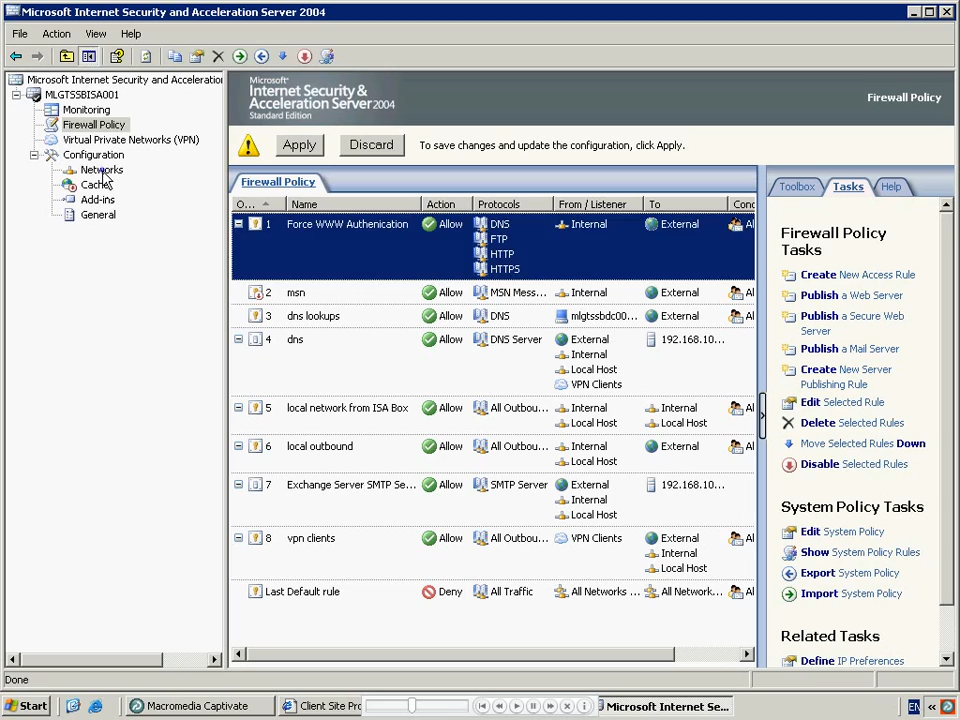 Microsoft Internet Security and Acceleration Server 2004
File Action View Help
Microsoft Internet Security and Acceleratio
MLGTSSBISA001
Monitoring
Firewall Policy
Virtual Private Networks (VPN)
Configuration
Networks
Cache
Add-ins
General
Microsoft
Internet Security &
Acceleration Server 2004
Standard Edition
Firewall Policy
Apply Discard To save changes and update the configuration, click Apply.
Firewall Policy
O... Name Action Protocols From / Listener To Conc
1 Force WWW Authenication Allow DNS Internal External Al
FTP
HTTP
HTTPS
2 msn Allow MSN Mess... Internal External Al
3 dns lookups Allow DNS mlgtssbdc00... External Al
4 dns Allow DNS Server External 192.168.10...
Internal
Local Host
VPN Clients
5 local network from ISA Box Allow All Outbou... Internal Internal Al
Local Host Local Host
6 local outbound Allow All Outbou... Internal External Al
Local Host
7 Exchange Server SMTP Se... Allow SMTP Server External 192.168.10...
Internal
Local Host
8 vpn clients Allow All Outbou... VPN Clients External Al
Internal
Local Host
Last Default rule Deny All Traffic All Networks ... All Network... Al
Toolbox Tasks Help
Firewall Policy
Tasks
Create New Access Rule
Publish a Web Server
Publish a Secure Web
Server
Publish a Mail Server
Create New Server
Publishing Rule
Edit Selected Rule
Delete Selected Rules
Move Selected Rules Down
Disable Selected Rules
System Policy Tasks
Edit System Policy
Show System Policy Rules
Export System Policy
Import System Policy
Related Tasks
Define IP Preferences
Done
Start Macromedia Captivate Client Site Pro Microsoft Internet Se... EN